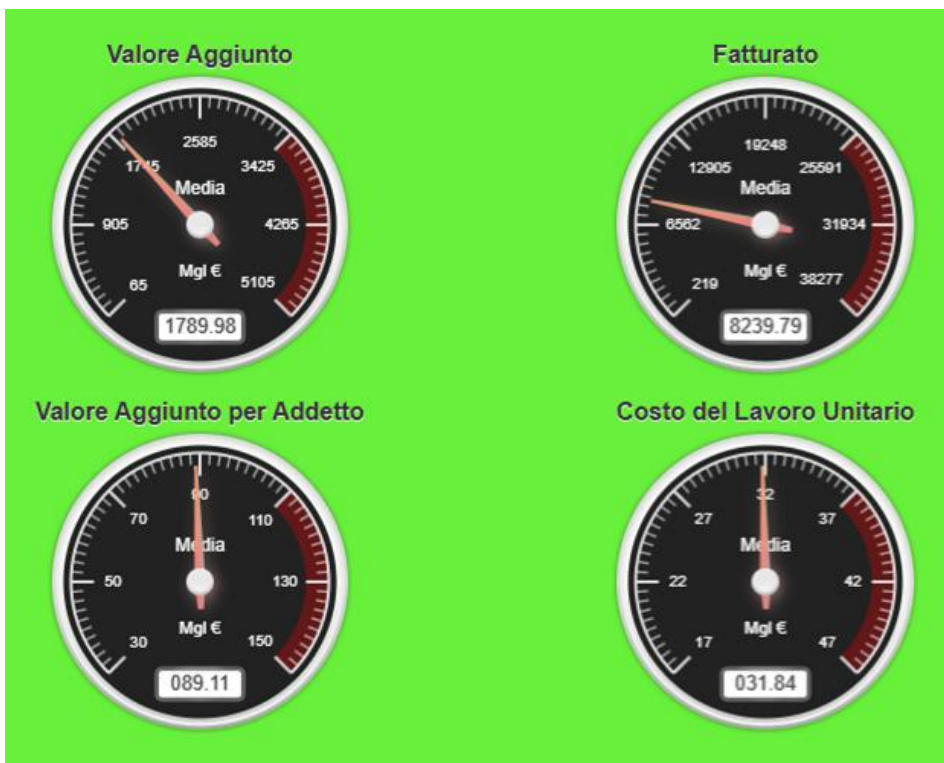 Valore Aggiunto
2585
1745
3425
Media
905
4265
Mgl €
65
5105
1789.98
Fatturato
19248
12905
25591
Media
6562
31934
Mgl €
219
38277
8239.79
Valore Aggiunto per Addetto
90
70
110
Media
50
130
Mgl €
30
150
089.11
Costo del Lavoro Unitario
32
27
37
Media
22
42
Mgl €
17
47
031.84